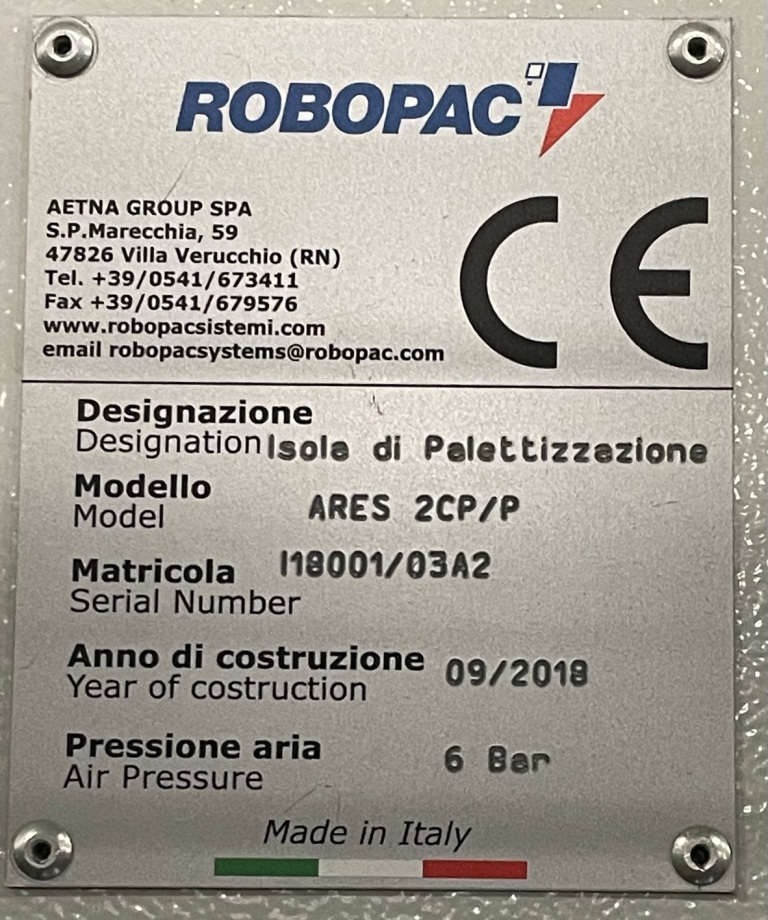 ROBOPAC
AETNA GROUP SPA
S.P.Marecchia, 59
47826 Villa Verucchio (RN)
Tel. +39/0541/673411
Fax +39/0541/679576
www.robopacsistemi.com
email robopacsystems@robopac.com
CE
Designazione
Designation Isola di Palettizzazione
Modello
Model ARES 2CP/P
Matricola I18001/03A2
Serial Number
Anno di costruzione 09/2018
Year of costruction
Pressione aria
Air Pressure 6 Bar
Made in Italy